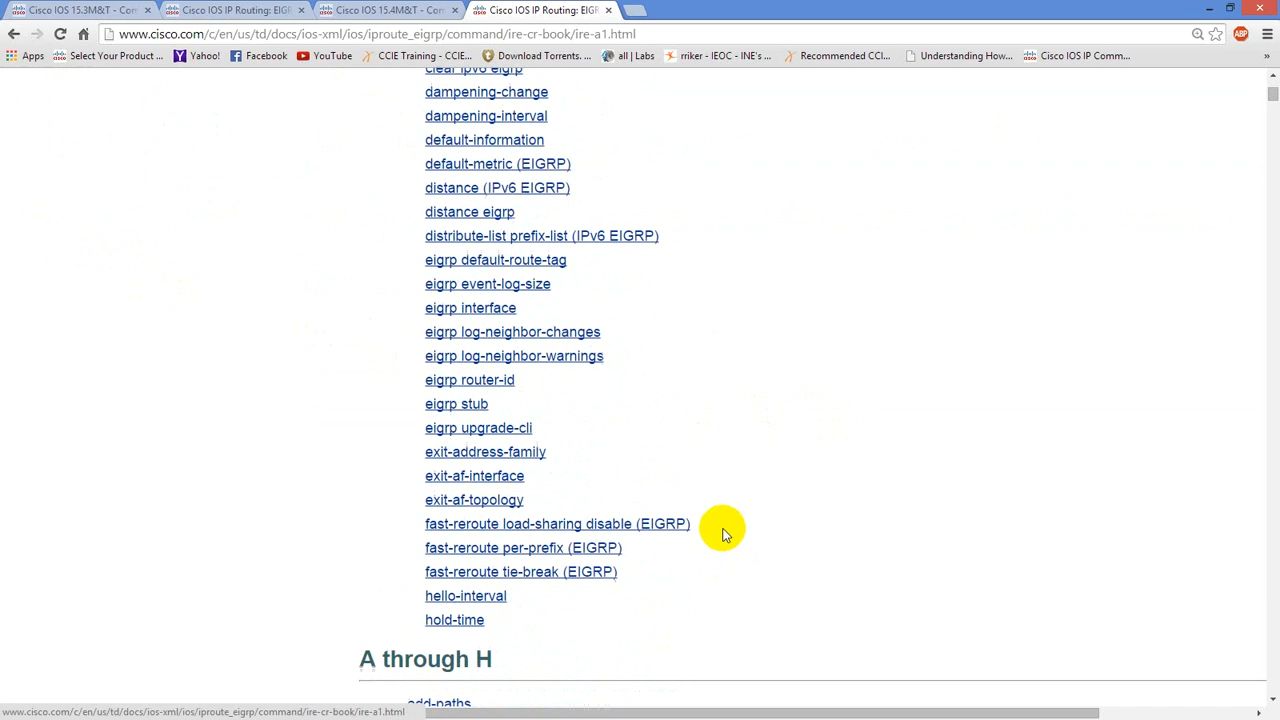 Cisco IOS 15.3M&T - Com
Cisco IOS IP Routing: EIGR
Cisco IOS 15.4M&T - Com
Cisco IOS IP Routing: EIGR
www.cisco.com/c/en/us/td/docs/ios-xml/ios/iproute_eigrp/command/ire-cr-book/ire-a1.html
ABP
Apps
Select Your Product ...
Yahoo!
Facebook
YouTube
CCIE Training - CCIE...
Download Torrents. ...
all | Labs
rriker - IEOC - INE's ...
Recommended CCI...
Understanding How...
Cisco IOS IP Comm...
clear ipv6 eigrp
dampening-change
dampening-interval
default-information
default-metric (EIGRP)
distance (IPv6 EIGRP)
distance eigrp
distribute-list prefix-list (IPv6 EIGRP)
eigrp default-route-tag
eigrp event-log-size
eigrp interface
eigrp log-neighbor-changes
eigrp log-neighbor-warnings
eigrp router-id
eigrp stub
eigrp upgrade-cli
exit-address-family
exit-af-interface
exit-af-topology
fast-reroute load-sharing disable (EIGRP)
fast-reroute per-prefix (EIGRP)
fast-reroute tie-break (EIGRP)
hello-interval
hold-time
A through H
add-paths
www.cisco.com/c/en/us/td/docs/ios-xml/ios/iproute_eigrp/command/ire-cr-book/ire-a1.html